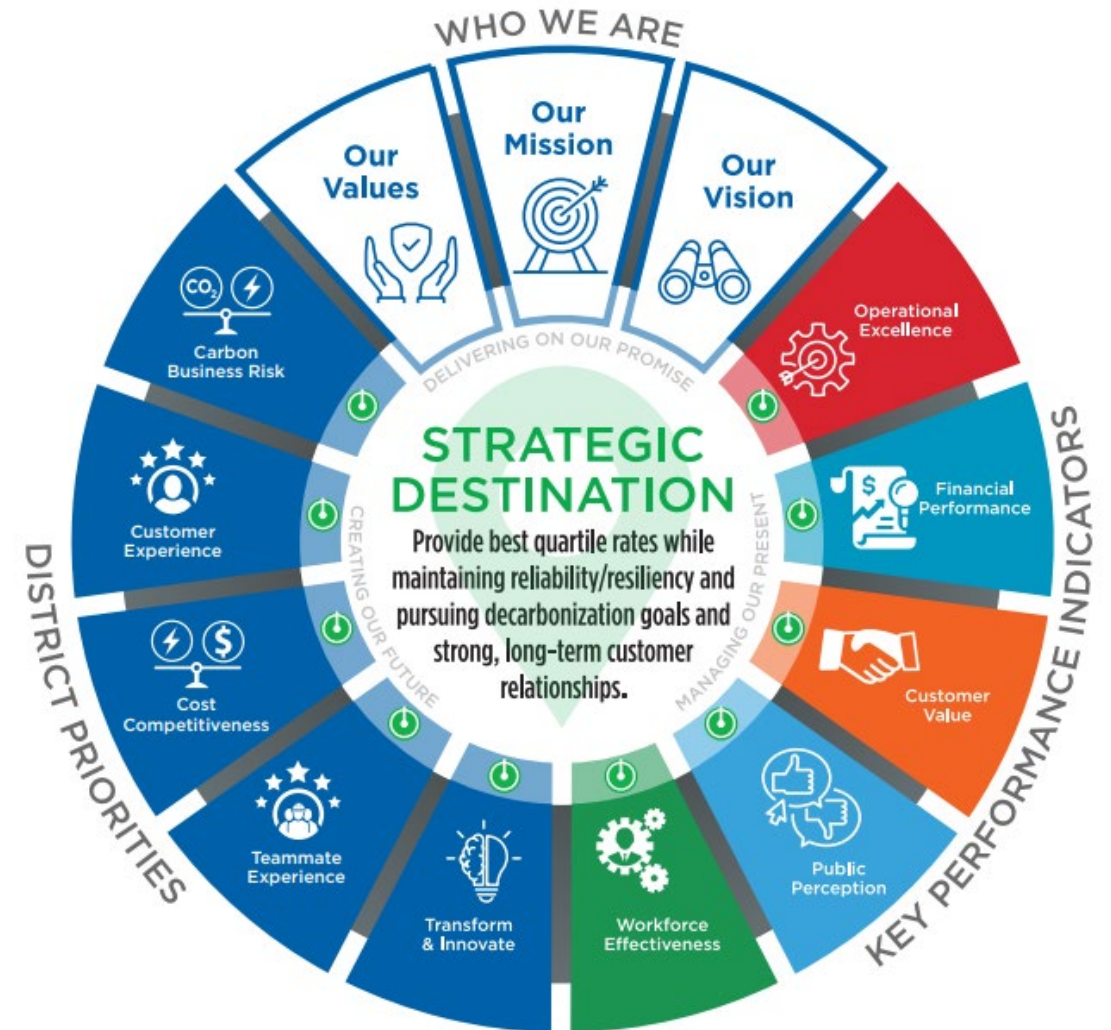 WHO WE ARE
Our
Values
Our
Mission
Our
Vision
DELIVERING ON OUR PROMISE
Operational
Excellence
$
Financial
Performance
Customer
Value
Public
Perception
Workforce
Effectiveness
KEY PERFORMANCE INDICATORS
MANAGING OUR PRESENT
CO₂
Carbon
Business Risk
Customer
Experience
$
Cost
Competitiveness
Teammate
Experience
Transform
& Innovate
DISTRICT PRIORITIES
CREATING OUR FUTURE
STRATEGIC
DESTINATION
Provide best quartile rates while
maintaining reliability/resiliency and
pursuing decarbonization goals and
strong, long-term customer
relationships.